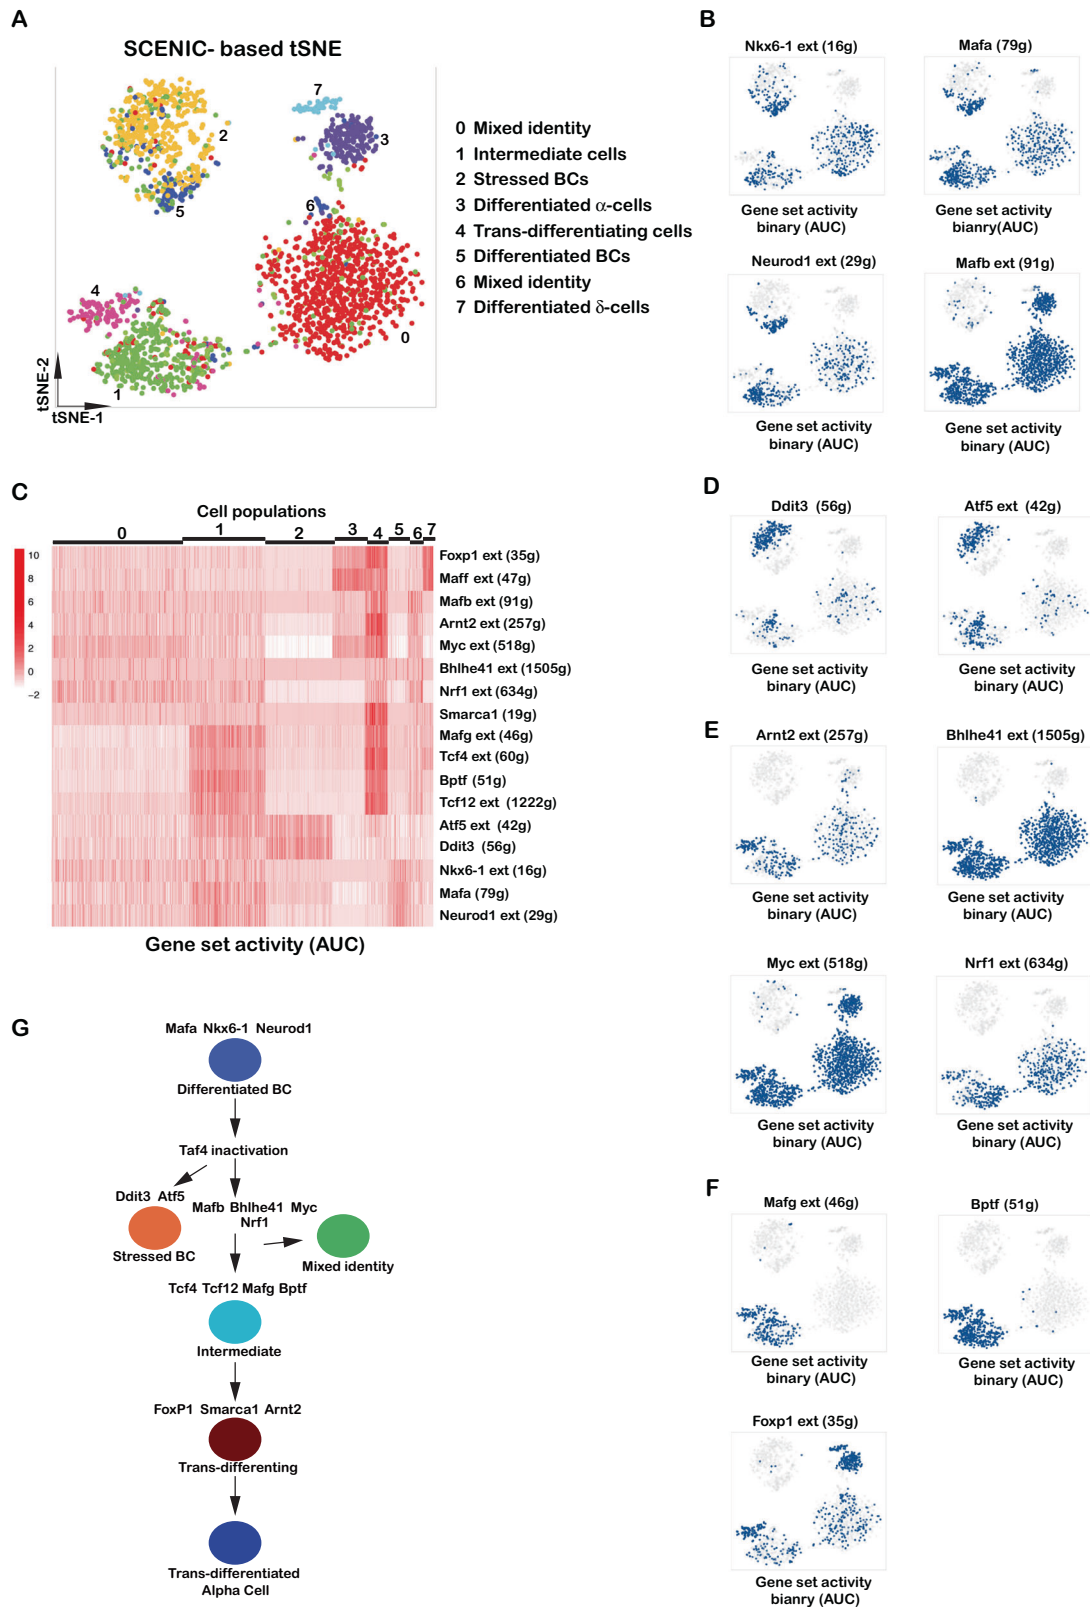 A
SCENIC- based tSNE
7
2
3
5
6
4
0
1
tSNE-2
tSNE-1
0 Mixed identity
1 Intermediate cells
2 Stressed BCs
3 Differentiated α-cells
4 Trans-differentiating cells
5 Differentiated BCs
6 Mixed identity
7 Differentiated δ-cells
B
Nkx6-1 ext (16g)
Mafa (79g)
Gene set activity
binary (AUC)
Gene set activity
bianry(AUC)
Neurod1 ext (29g)
Mafb ext (91g)
Gene set activity
binary (AUC)
Gene set activity
binary (AUC)
C
Cell populations
0 1 2 3 4 5 6 7
10
8
6
4
2
0
−2
Foxp1 ext (35g)
Maff ext (47g)
Mafb ext (91g)
Arnt2 ext (257g)
Myc ext (518g)
Bhlhe41 ext (1505g)
Nrf1 ext (634g)
Smarca1 (19g)
Mafg ext (46g)
Tcf4 ext (60g)
Bptf (51g)
Tcf12 ext (1222g)
Atf5 ext (42g)
Ddit3 (56g)
Nkx6-1 ext (16g)
Mafa (79g)
Neurod1 ext (29g)
Gene set activity (AUC)
D
Ddit3 (56g)
Atf5 ext (42g)
Gene set activity
binary (AUC)
Gene set activity
binary (AUC)
E
Arnt2 ext (257g)
Bhlhe41 ext (1505g)
Gene set activity
binary (AUC)
Gene set activity
binary (AUC)
Myc ext (518g)
Nrf1 ext (634g)
Gene set activity
binary (AUC)
Gene set activity
binary (AUC)
F
Mafg ext (46g)
Bptf (51g)
Gene set activity
binary (AUC)
Gene set activity
binary (AUC)
Foxp1 ext (35g)
Gene set activity
bianry (AUC)
G
Mafa Nkx6-1 Neurod1
Differentiated BC
Taf4 inactivation
Ddit3 Atf5
Stressed BC
Mafb Bhlhe41 Myc
Nrf1
Mixed identity
Tcf4 Tcf12 Mafg Bptf
Intermediate
FoxP1 Smarca1 Arnt2
Trans-differenting
Trans-differentiated
Alpha Cell